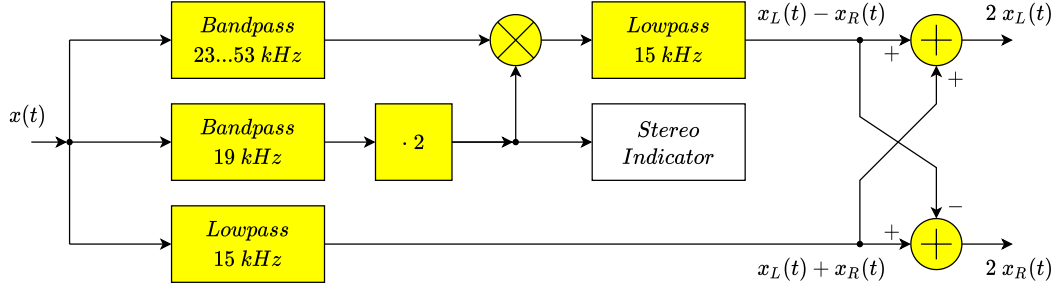 Bandpass
23...53 kHz
Lowpass
15 kHz
x_L(t) − x_R(t)
+
+
2 x_L(t)
x(t)
Bandpass
19 kHz
· 2
Stereo
Indicator
Lowpass
15 kHz
−
+
x_L(t) + x_R(t)
2 x_R(t)